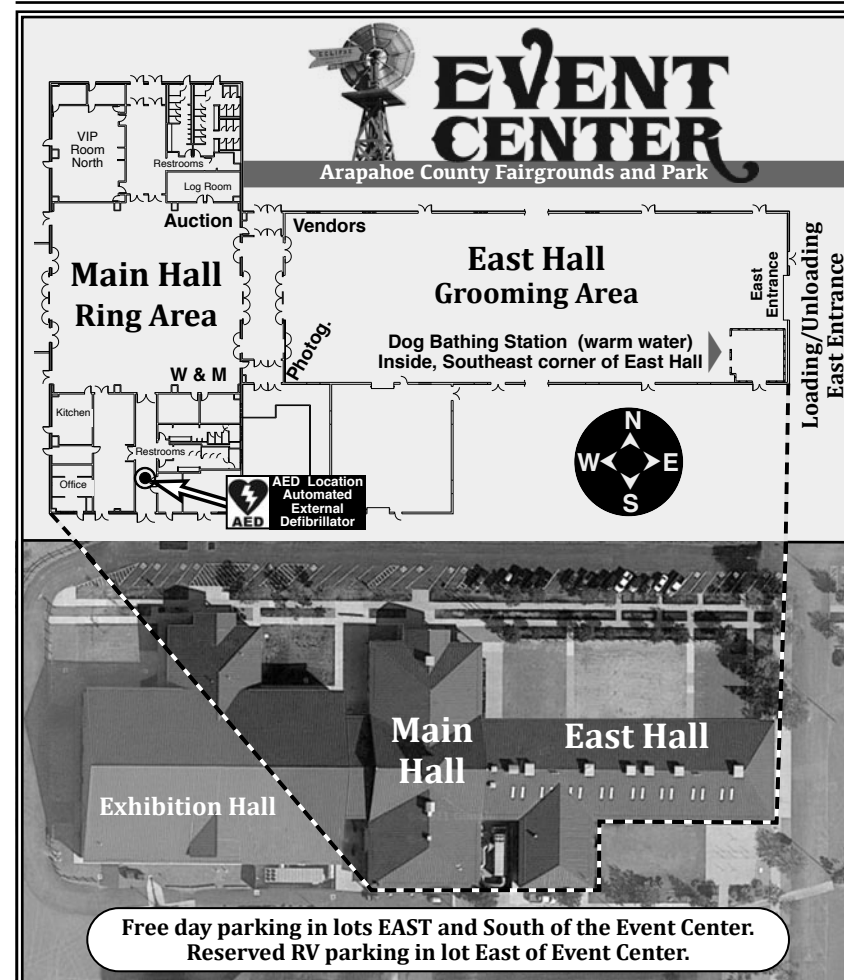 ECLIPSE
EVENT
CENTER
Arapahoe County Fairgrounds and Park
VIP
Room
North
Restrooms
Log Room
Auction
Vendors
Main Hall
Ring Area
East Hall
Grooming Area
East
Entrance
Loading/Unloading
East Entrance
Dog Bathing Station (warm water)
Inside, Southeast corner of East Hall
Photog.
W & M
Kitchen
Restrooms
Office
AED
AED Location
Automated
External
Defibrillator
N
W E
S
Main
Hall
East Hall
Exhibition Hall
Free day parking in lots EAST and South of the Event Center.
Reserved RV parking in lot East of Event Center.